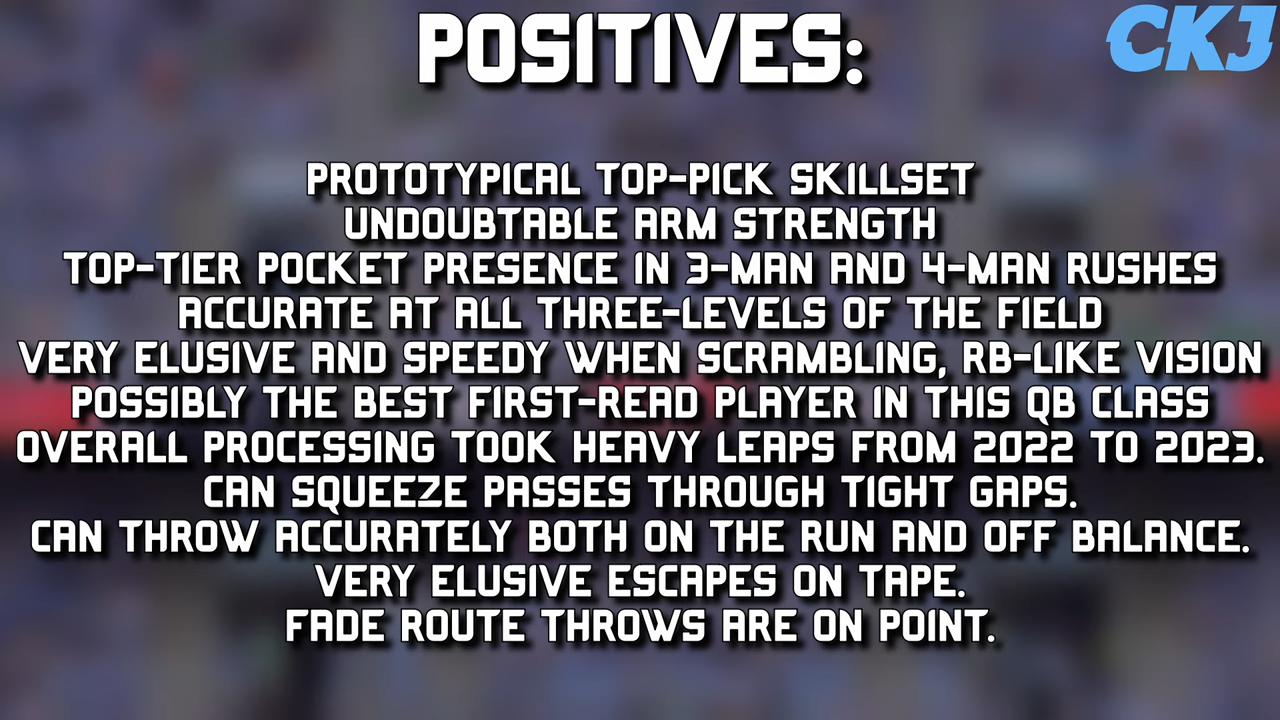 POSITIVES:
CKJ
PROTOTYPICAL TOP-PICK SKILLSET
UNDOUBTABLE ARM STRENGTH
TOP-TIER POCKET PRESENCE IN 3-MAN AND 4-MAN RUSHES
ACCURATE AT ALL THREE-LEVELS OF THE FIELD
VERY ELUSIVE AND SPEEDY WHEN SCRAMBLING, RB-LIKE VISION
POSSIBLY THE BEST FIRST-READ PLAYER IN THIS QB CLASS
OVERALL PROCESSING TOOK HEAVY LEAPS FROM 2022 TO 2023.
CAN SQUEEZE PASSES THROUGH TIGHT GAPS.
CAN THROW ACCURATELY BOTH ON THE RUN AND OFF BALANCE.
VERY ELUSIVE ESCAPES ON TAPE.
FADE ROUTE THROWS ARE ON POINT.